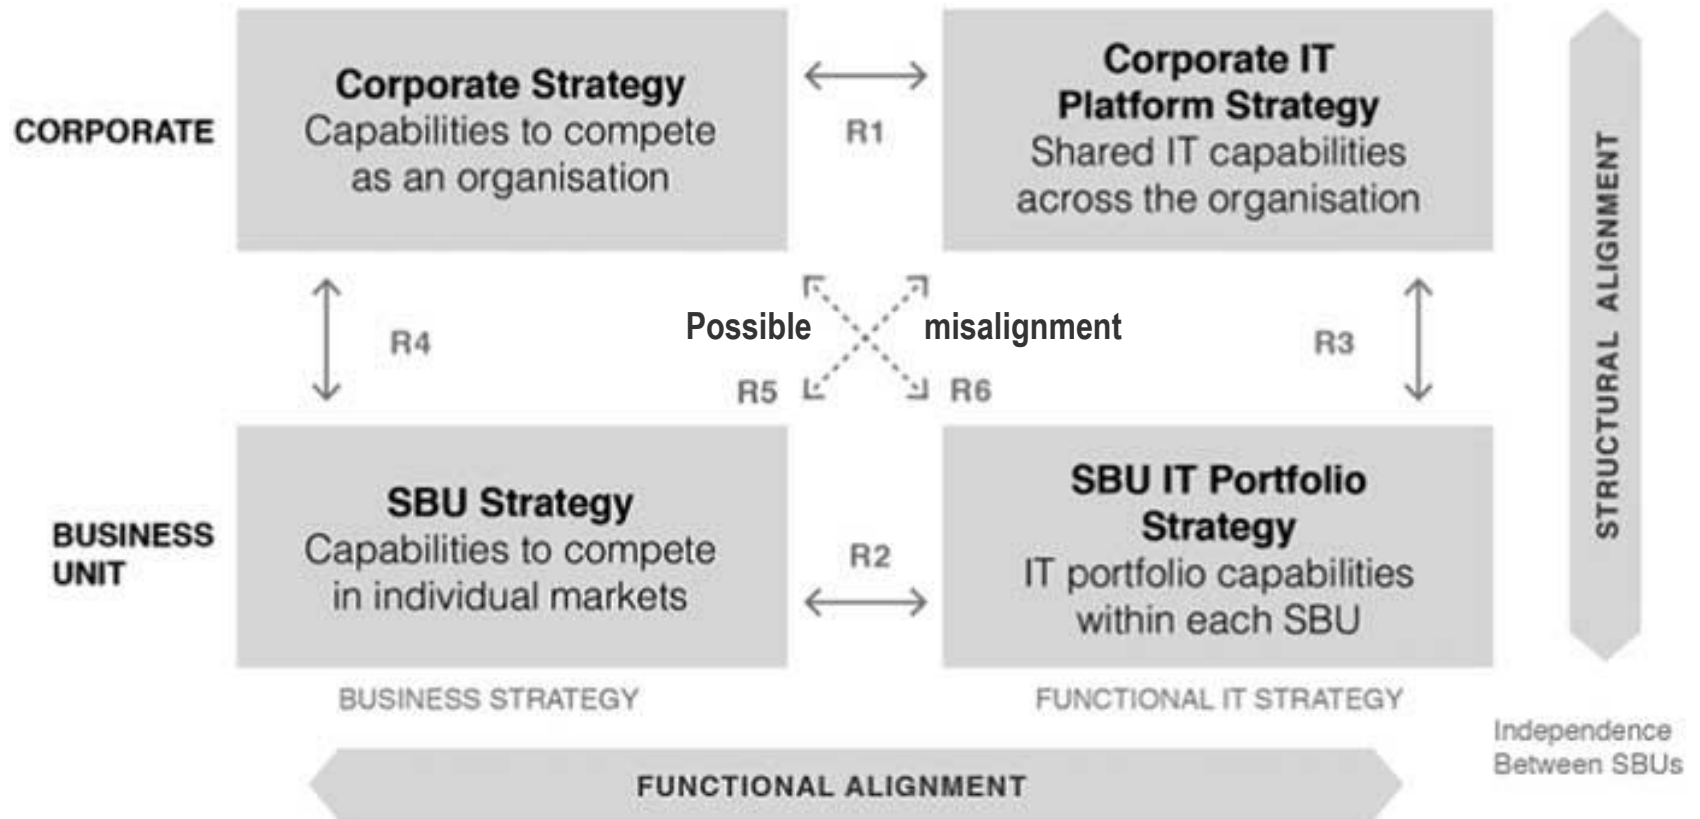 Corporate Strategy
Capabilities to compete
as an organisation
Corporate IT
Platform Strategy
Shared IT capabilities
across the organisation
CORPORATE
R1
R4
Possible
misalignment
R3
R5
R6
SBU Strategy
Capabilities to compete
in individual markets
SBU IT Portfolio
Strategy
IT portfolio capabilities
within each SBU
BUSINESS
UNIT
R2
BUSINESS STRATEGY
FUNCTIONAL IT STRATEGY
STRUCTURAL ALIGNMENT
Independence
Between SBUs
FUNCTIONAL ALIGNMENT